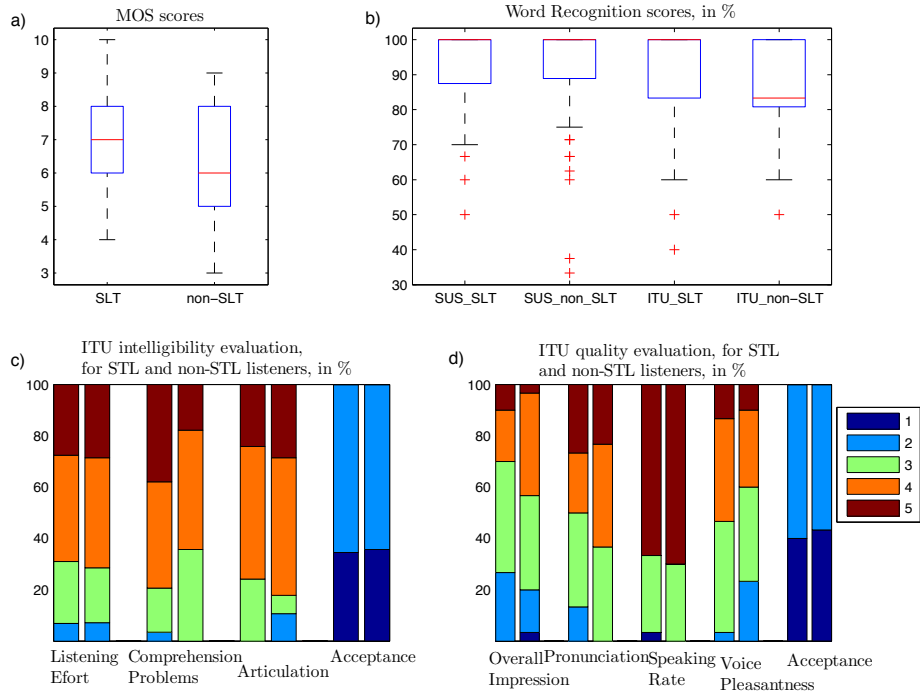 a)
MOS scores
10
9
8
7
6
5
4
3
SLT
non-SLT
b)
Word Recognition scores, in %
100
90
80
70
60
50
40
30
SUS_SLT
SUS_non_SLT
ITU_SLT
ITU_non-SLT
c)
ITU intelligibility evaluation,
for STL and non-STL listeners, in %
100
80
60
40
20
Listening
Efort
Comprehension
Problems
Articulation
Acceptance
d)
ITU quality evaluation, for STL
and non-STL listeners, in %
100
80
60
40
20
Overall
Impression
Pronunciation
Speaking
Rate
Voice
Pleasantness
Acceptance
1
2
3
4
5